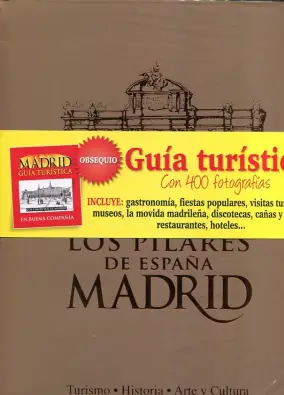 MADRID
GUÍA TURÍSTICA
EN BUENA COMPAÑÍA
OBSEQUIO
Guía turístic
Con 400 fotografías
INCLUYE: gastronomía, fiestas populares, visitas tu
museos, la movida madrileña, discotecas, cañas y
restaurantes, hoteles...
LOS PILARES
DE ESPAÑA
MADRID
Turismo • Historia • Arte y Cultura